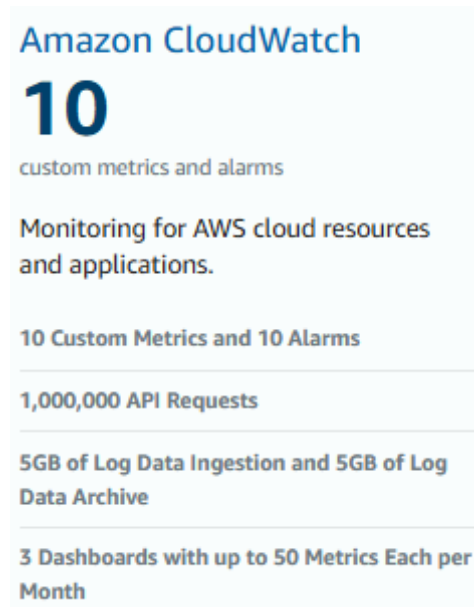 Amazon CloudWatch
10
custom metrics and alarms
Monitoring for AWS cloud resources
and applications.
10 Custom Metrics and 10 Alarms
1,000,000 API Requests
5GB of Log Data Ingestion and 5GB of Log
Data Archive
3 Dashboards with up to 50 Metrics Each per
Month